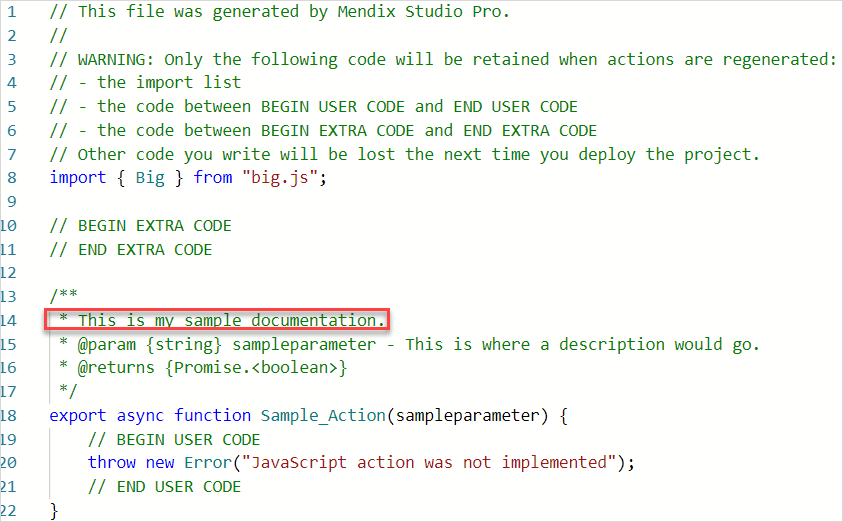 1 // This file was generated by Mendix Studio Pro.
2 //
3 // WARNING: Only the following code will be retained when actions are regenerated:
4 // - the import list
5 // - the code between BEGIN USER CODE and END USER CODE
6 // - the code between BEGIN EXTRA CODE and END EXTRA CODE
7 // Other code you write will be lost the next time you deploy the project.
8 import { Big } from "big.js";
9
10 // BEGIN EXTRA CODE
11 // END EXTRA CODE
12
13 /**
14 * This is my sample documentation.
15 * @param {string} sampleparameter - This is where a description would go.
16 * @returns {Promise.<boolean>}
17 */
18 export async function Sample_Action(sampleparameter) {
19 // BEGIN USER CODE
20 throw new Error("JavaScript action was not implemented");
21 // END USER CODE
22 }